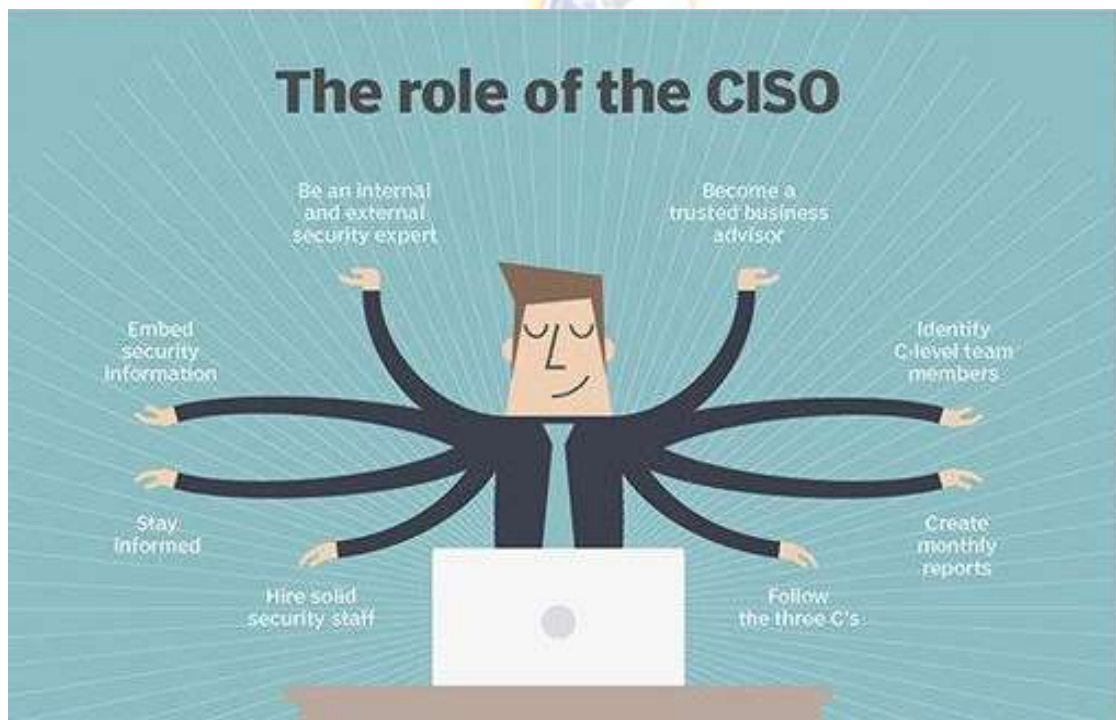 The role of the CISO
Be an internal
and external
security expert
Become a
trusted business
advisor
Embed
security
information
Identify
C-level team
members
Stay
informed
Create
monthly
reports
Hire solid
security staff
Follow
the three C's